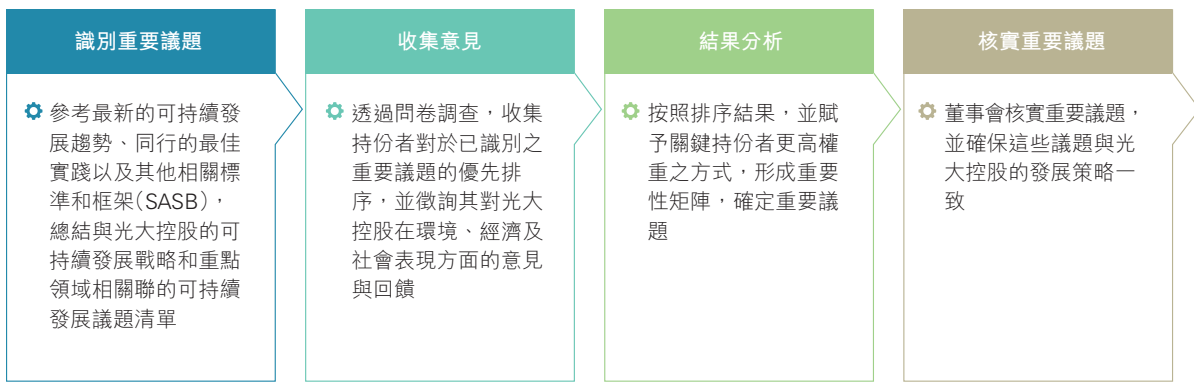 識別重要議題
參考最新的可持續發
展趨勢、同行的最佳
實踐以及其他相關標
準和框架(SASB)，
總結與光大控股的可
持續發展戰略和重點
領域相關聯的可持續
發展議題清單
收集意見
透過問卷調查，收集
持份者對於已識別之
重要議題的優先排
序，並徵詢其對光大
控股在環境、經濟及
社會表現方面的意見
與回饋
結果分析
按照排序結果，並賦
予關鍵持份者更高權
重之方式，形成重要
性矩陣，確定重要議
題
核實重要議題
董事會核實重要議題，
並確保這些議題與光
大控股的發展策略一
致